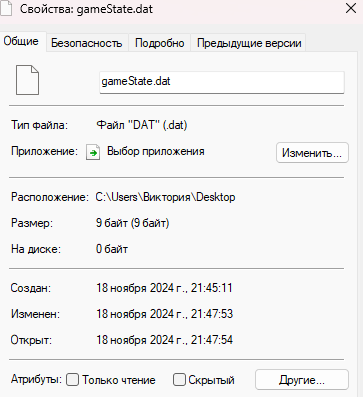 Свойства: gameState.dat
Общие Безопасность Подробно Предыдущие версии
gameState.dat
Тип файла: Файл "DAT" (.dat)
Приложение: Выбор приложения Изменить...
Расположение: C:\Users\Виктория\Desktop
Размер: 9 байт (9 байт)
На диске: 0 байт
Создан: 18 ноября 2024 г., 21:45:11
Изменен: 18 ноября 2024 г., 21:47:53
Открыт: 18 ноября 2024 г., 21:47:54
Атрибуты: Только чтение Скрытый Другие...